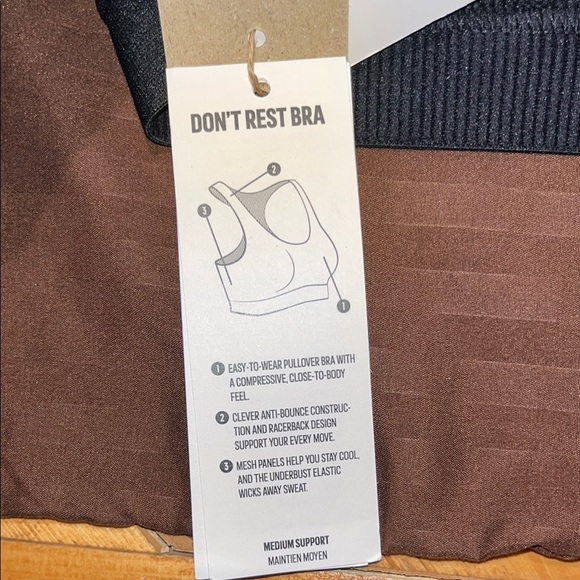 DON'T REST BRA
2
3
1
1 EASY-TO-WEAR PULLOVER BRA WITH
A COMPRESSIVE, CLOSE-TO-BODY
FEEL.
2 CLEVER ANTI-BOUNCE CONSTRUC-
TION AND RACERBACK DESIGN
SUPPORT YOUR EVERY MOVE.
3 MESH PANELS HELP YOU STAY COOL,
AND THE UNDERBUST ELASTIC
WICKS AWAY SWEAT.
MEDIUM SUPPORT
MAINTIEN MOYEN